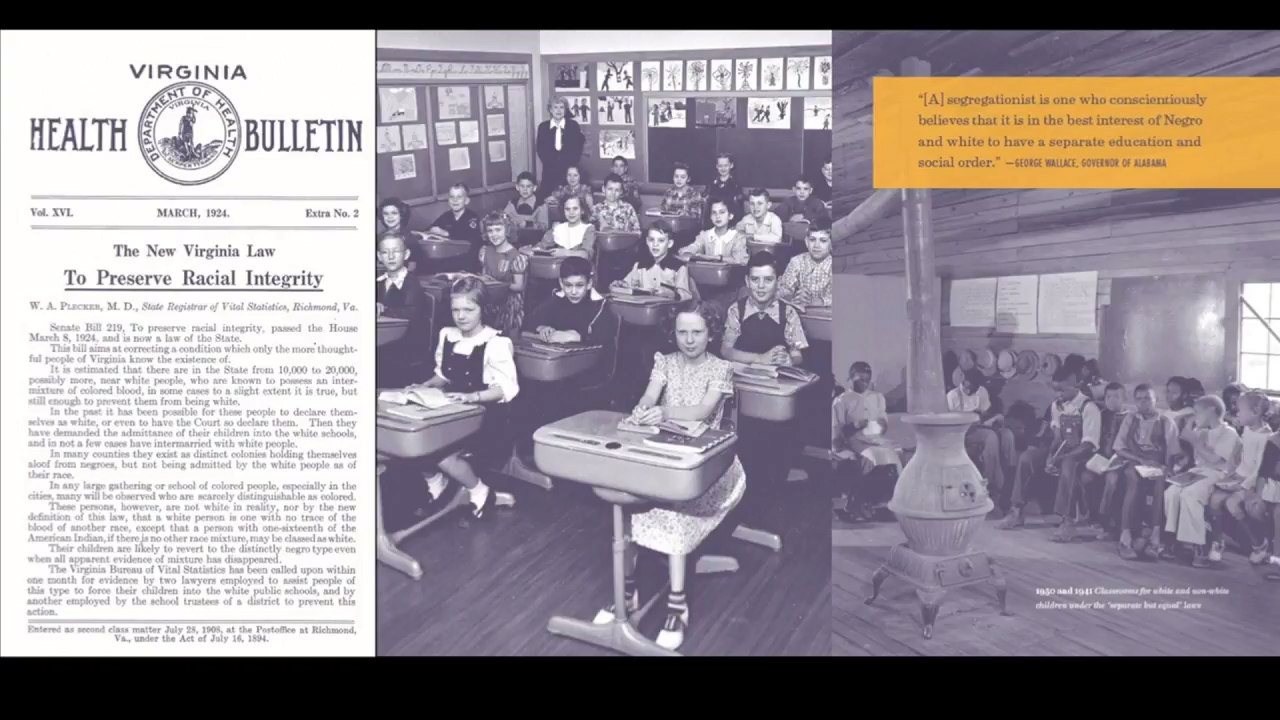 VIRGINIA
HEALTH BULLETIN
DEPARTMENT OF HEALTH
VIRGINIA
Vol. XVI. MARCH, 1924. Extra No. 2
The New Virginia Law
To Preserve Racial Integrity
W. A. PLECKER, M. D., State Registrar of Vital Statistics, Richmond, Va.
Senate Bill 219, To preserve racial integrity, passed the House
March 8, 1924, and is now a law of the State.
This bill aims at correcting a condition which only the more thought-
ful people of Virginia know the existence of.
It is estimated that there are in the State from 10,000 to 20,000,
possibly more, near white people, who are known to possess an inter-
mixture of colored blood, in some cases to a slight extent it is true, but
still enough to prevent them from being white.
In the past it has been possible for these people to declare them-
selves as white, or even to have the Court so declare them. Then they
have demanded the admittance of their children into the white schools,
and in not a few cases have intermarried with white people.
In many counties they exist as distinct colonies holding themselves
aloof from negroes, but not being admitted by the white people as of
their race.
In any large gathering or school of colored people, especially in the
cities, many will be observed who are scarcely distinguishable as colored.
These persons, however, are not white in reality, nor by the new
definition of this law, that a white person is one with no trace of the
blood of another race, except that a person with one-sixteenth of the
American Indian, if there is no other race mixture, may be classed as white.
Their children are likely to revert to the distinctly negro type even
when all apparent evidence of mixture has disappeared.
The Virginia Bureau of Vital Statistics has been called upon within
one month for evidence by two lawyers employed to assist people of
this type to force their children into the white public schools, and by
another employed by the school trustees of a district to prevent this
action.
Entered as second class matter July 28, 1908, at the Postoffice at Richmond,
Va., under the Act of July 16, 1894.
“[A] segregationist is one who conscientiously
believes that it is in the best interest of Negro
and white to have a separate education and
social order.” —GEORGE WALLACE, GOVERNOR OF ALABAMA
1950 and 1941 Classrooms for white and non-white
children under the "separate but equal" laws